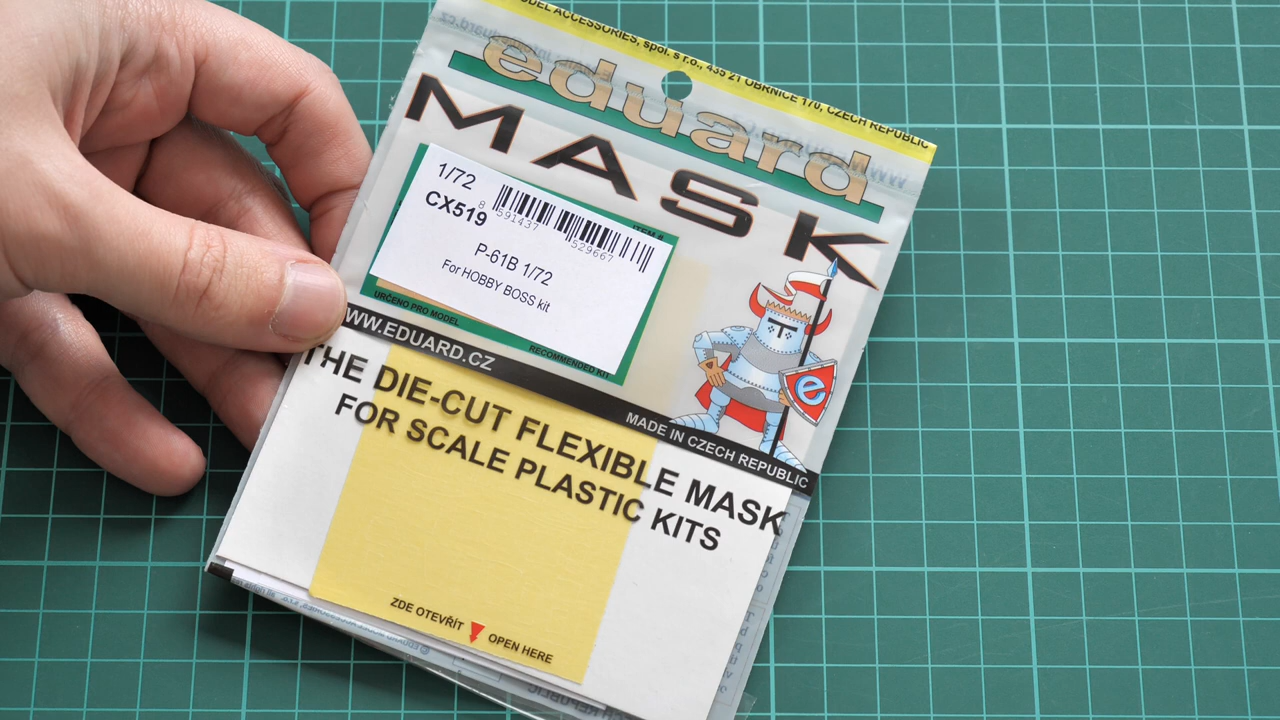 MODEL ACCESSORIES, spol. s r.o., 435 21 OBRNICE 170, CZECH REPUBLIC
eduard
MASK
1/72
CX519
8 591437 529667
ITEM #
P-61B 1/72
For HOBBY BOSS kit
URČENO PRO MODEL
RECOMMENDED KIT
WWW.EDUARD.CZ
MADE IN CZECH REPUBLIC
e
THE DIE-CUT FLEXIBLE MASK
FOR SCALE PLASTIC KITS
ZDE OTEVŘÍT OPEN HERE